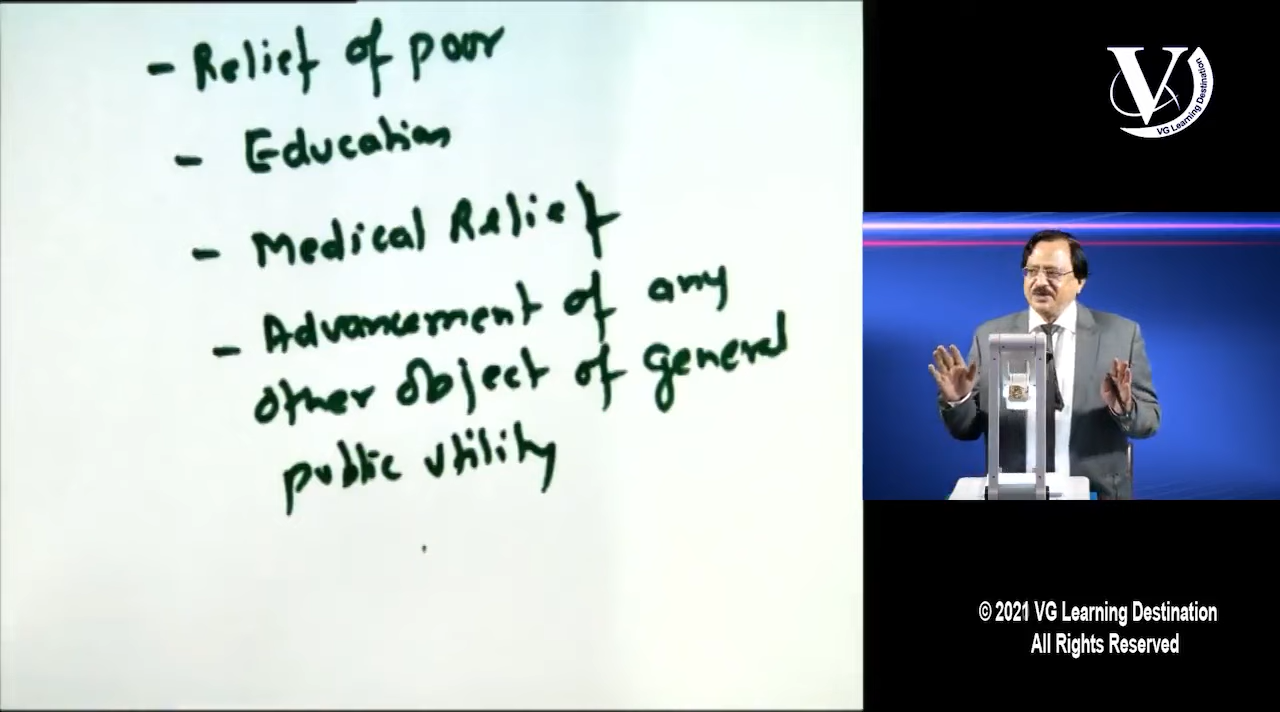 - Relief of poor
- Education
- Medical Relief
- Advancement of any
other object of general
public utility
V
VG Learning Destination
© 2021 VG Learning Destination
All Rights Reserved